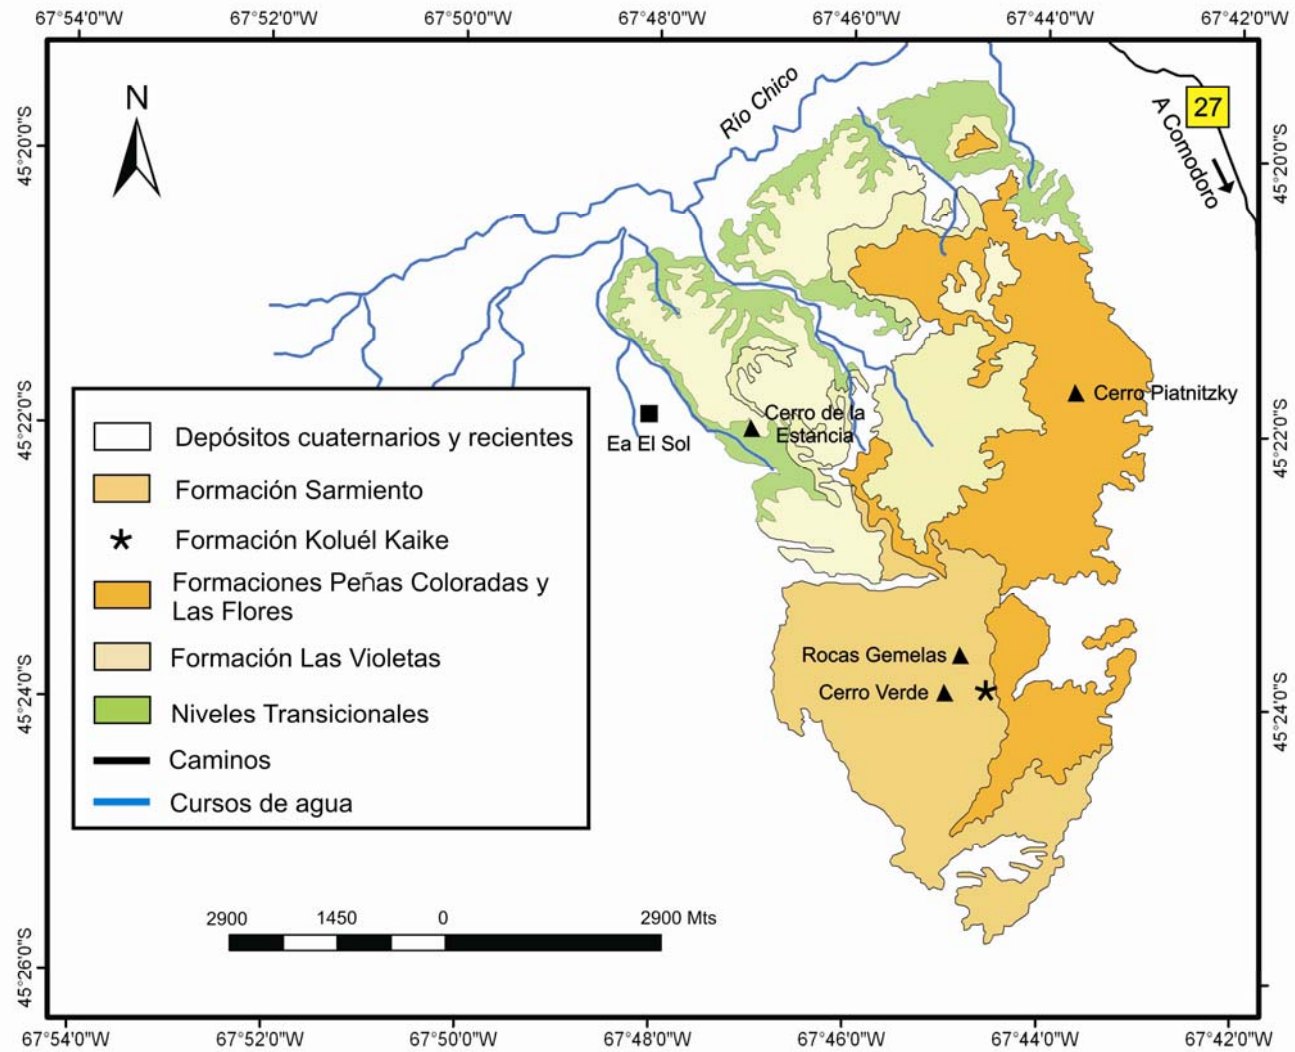 67°54'0"W 67°52'0"W 67°50'0"W 67°48'0"W 67°46'0"W 67°44'0"W 67°42'0"W
N
Río Chico
27
A Comodoro
45°20'0"S
45°20'0"S
Cerro Piatnitzky
Cerro de la
Estancia
Ea El Sol
45°22'0"S
45°22'0"S
Depósitos cuaternarios y recientes
Formación Sarmiento
Formación Koluél Kaike
Formaciones Peñas Coloradas y
Las Flores
Formación Las Violetas
Niveles Transicionales
Caminos
Cursos de agua
Rocas Gemelas
Cerro Verde
45°24'0"S
45°24'0"S
2900 1450 0 2900 Mts
45°26'0"S
67°54'0"W 67°52'0"W 67°50'0"W 67°48'0"W 67°46'0"W 67°44'0"W 67°42'0"W